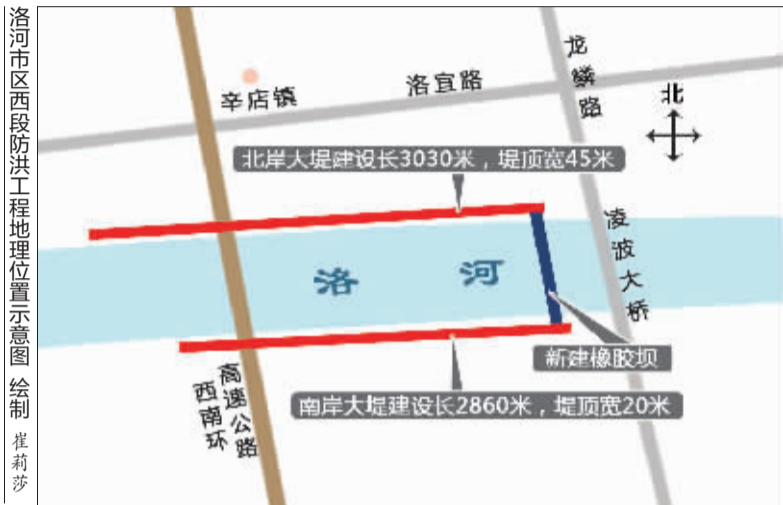 洛河市区西段防洪工程地理位置示意图 绘制 崔莉莎
龙鳞路
洛宜路
辛店镇
北
北岸大堤建设长3030米，堤顶宽45米
凌波大桥
洛河
新建橡胶坝
南岸大堤建设长2860米，堤顶宽20米
西南环
高速公路